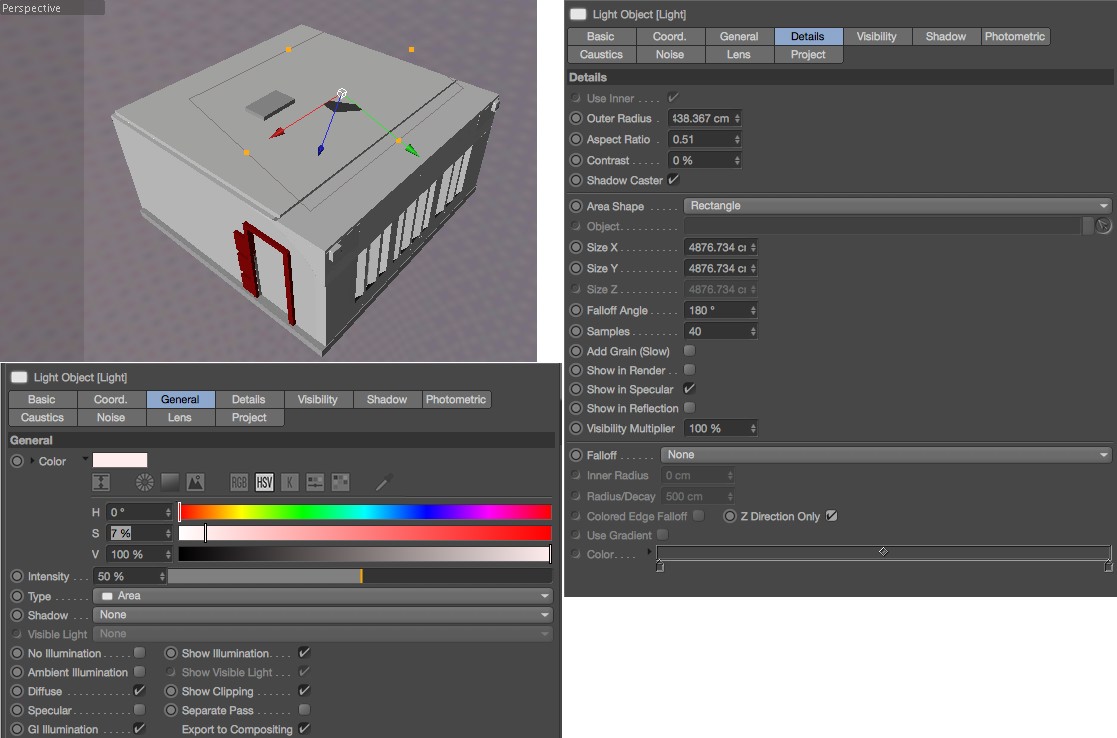 Perspective
Light Object [Light]
Basic Coord. General Details Visibility Shadow Photometric
Caustics Noise Lens Project
General
Color
RGB HSV K
H 0 °
S 7 %
V 100 %
Intensity . . . 50 %
Type . . . . . . Area
Shadow . . . None
Visible Light . None
No Illumination . . . . . Show Illumination. . . .
Ambient Illumination Show Visible Light . . .
Diffuse . . . . . . . . . . . Show Clipping . . . . . .
Specular. . . . . . . . . . Separate Pass . . . . .
GI Illumination . . . . . Export to Compositing
Light Object [Light]
Basic Coord. General Details Visibility Shadow Photometric
Caustics Noise Lens Project
Details
Use Inner . . . .
Outer Radius . 438.367 cm
Aspect Ratio . 0.51
Contrast . . . . . 0 %
Shadow Caster
Area Shape . . . . . Rectangle
Object. . . . . . . . . .
Size X . . . . . . . . . . 4876.734 c
Size Y . . . . . . . . . . 4876.734 c
Size Z . . . . . . . . . . 4876.734 c
Falloff Angle . . . . . 180 °
Samples . . . . . . . . 40
Add Grain (Slow)
Show in Render . .
Show in Specular
Show in Reflection
Visibility Multiplier 100 %
Falloff . . . . . . None
Inner Radius . 0 cm
Radius/Decay 500 cm
Colored Edge Falloff Z Direction Only
Use Gradient
Color. . . .